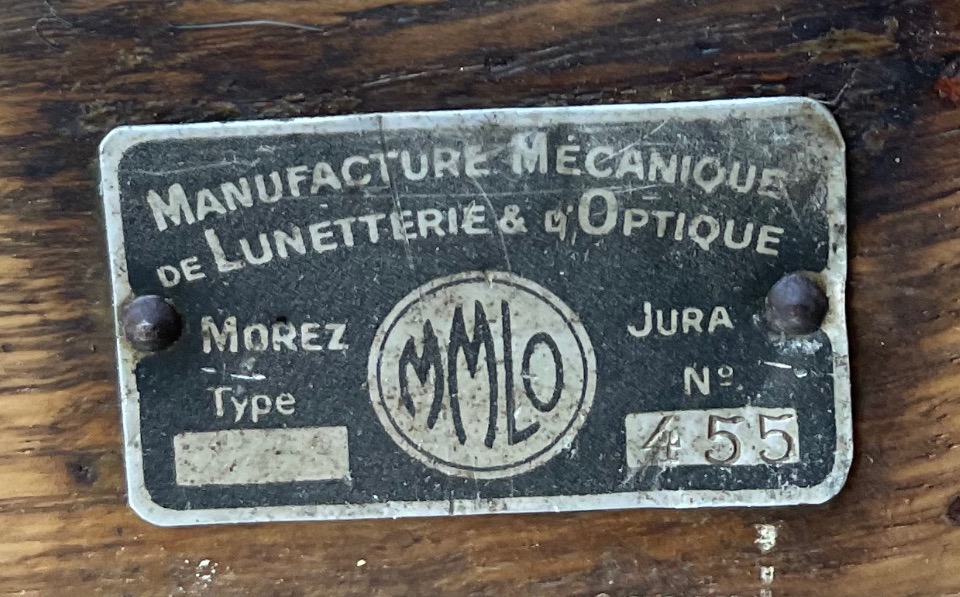 MANUFACTURE MÉCANIQUE
DE LUNETTERIE & d'OPTIQUE
MOREZ
JURA
MMLO
Type
Nº
455